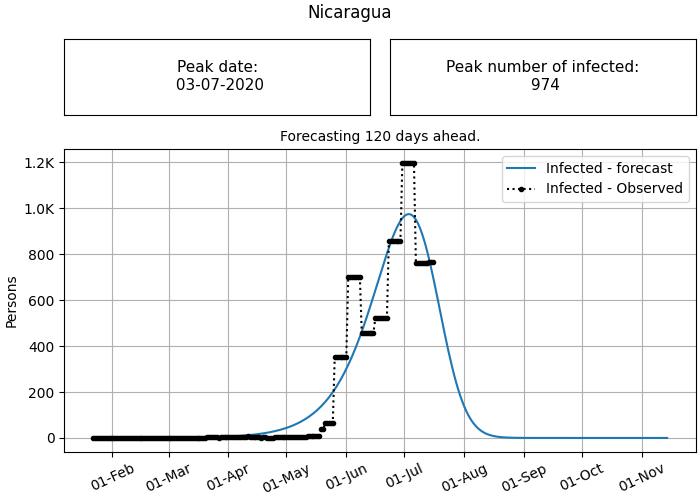 Nicaragua
Peak date:
03-07-2020
Peak number of infected:
974
Forecasting 120 days ahead.
Infected - forecast
Infected - Observed
Persons
1.2K
1.0K
800
600
400
200
0
01-Feb
01-Mar
01-Apr
01-May
01-Jun
01-Jul
01-Aug
01-Sep
01-Oct
01-Nov